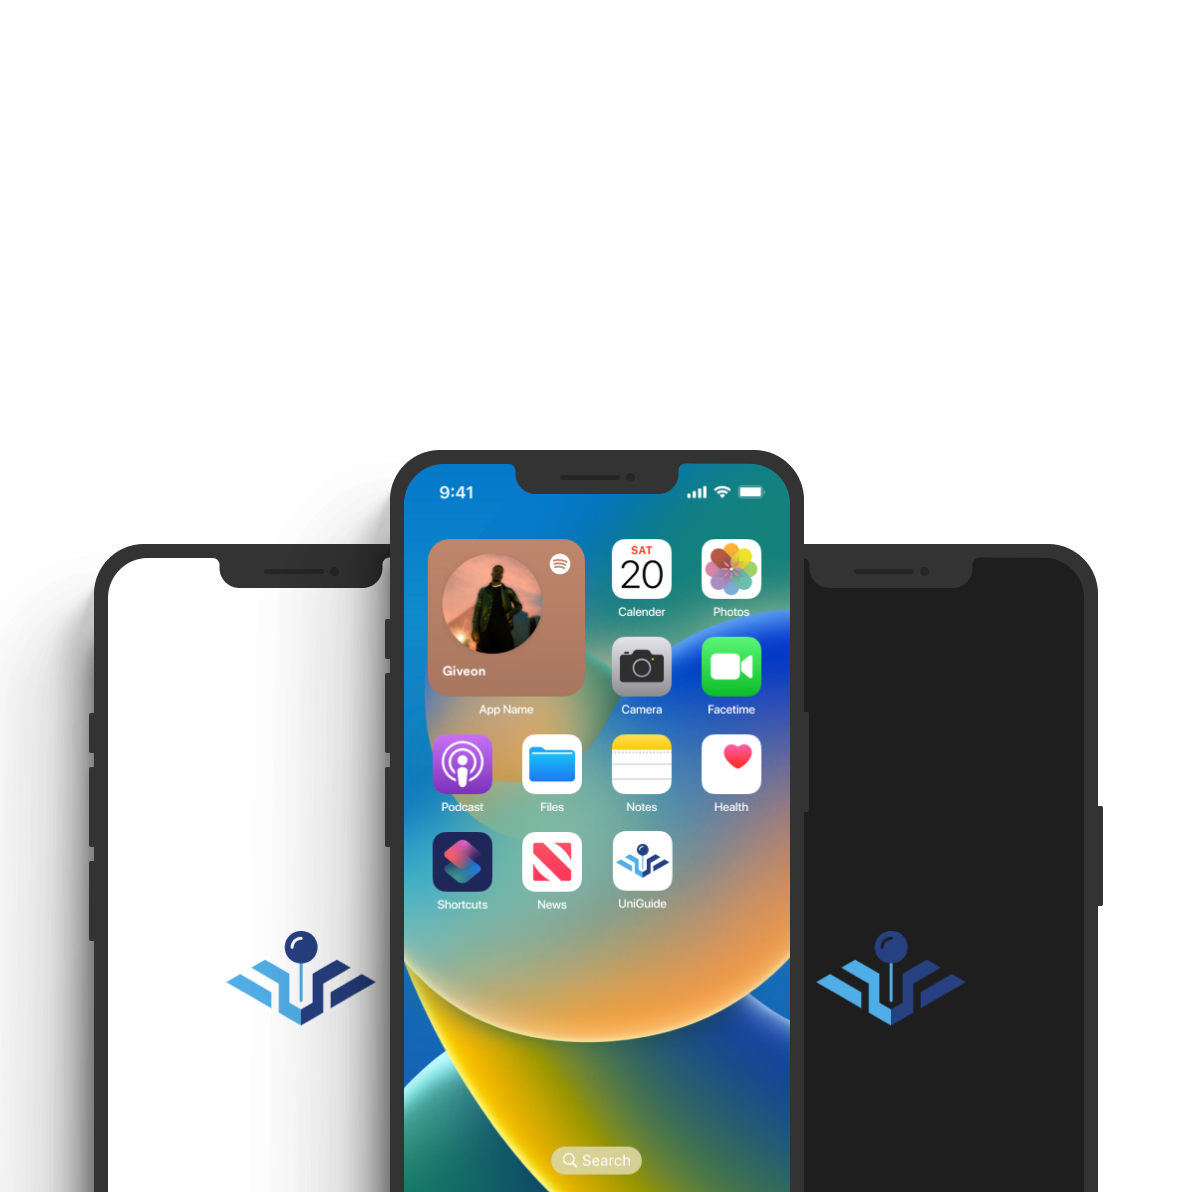 9:41
SAT
20
Calender
Photos
Giveon
App Name
Camera
Facetime
Podcast
Files
Notes
Health
Shortcuts
News
UniGuide
Search